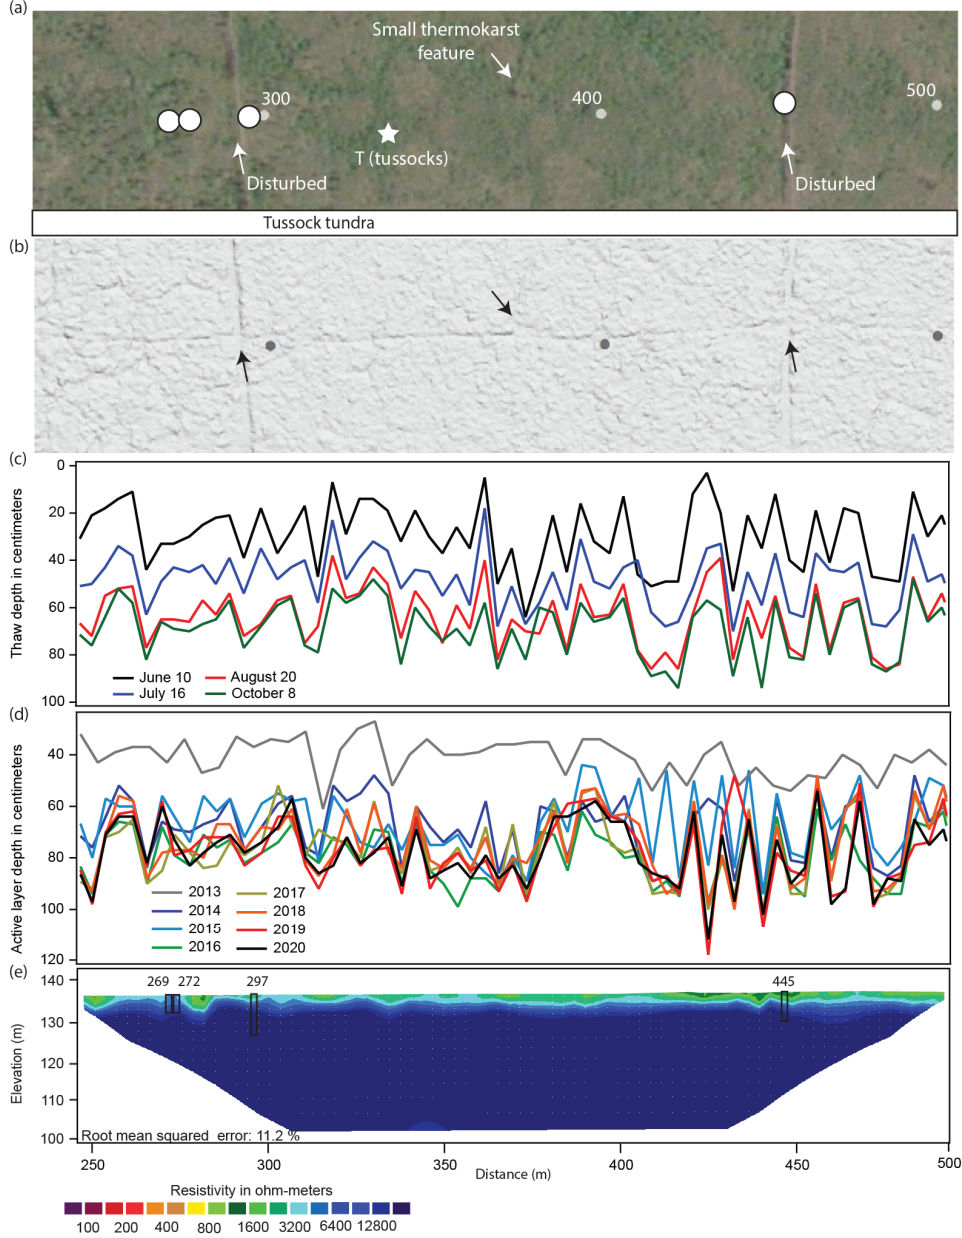 (a)
Small thermokarst
feature
300
400
500
T (tussocks)
Disturbed
Disturbed
Tussock tundra
(b)
(c)
Thaw depth in centimeters
0
20
40
60
80
100
June 10
August 20
July 16
October 8
(d)
Active layer depth in centimeters
40
60
80
100
120
2013
2017
2014
2018
2015
2019
2016
2020
(e)
Elevation (m)
140
130
120
110
100
269
272
297
445
Root mean squared error: 11.2 %
250
300
350
400
450
500
Distance (m)
Resistivity in ohm-meters
100
200
400
800
1600
3200
6400
12800